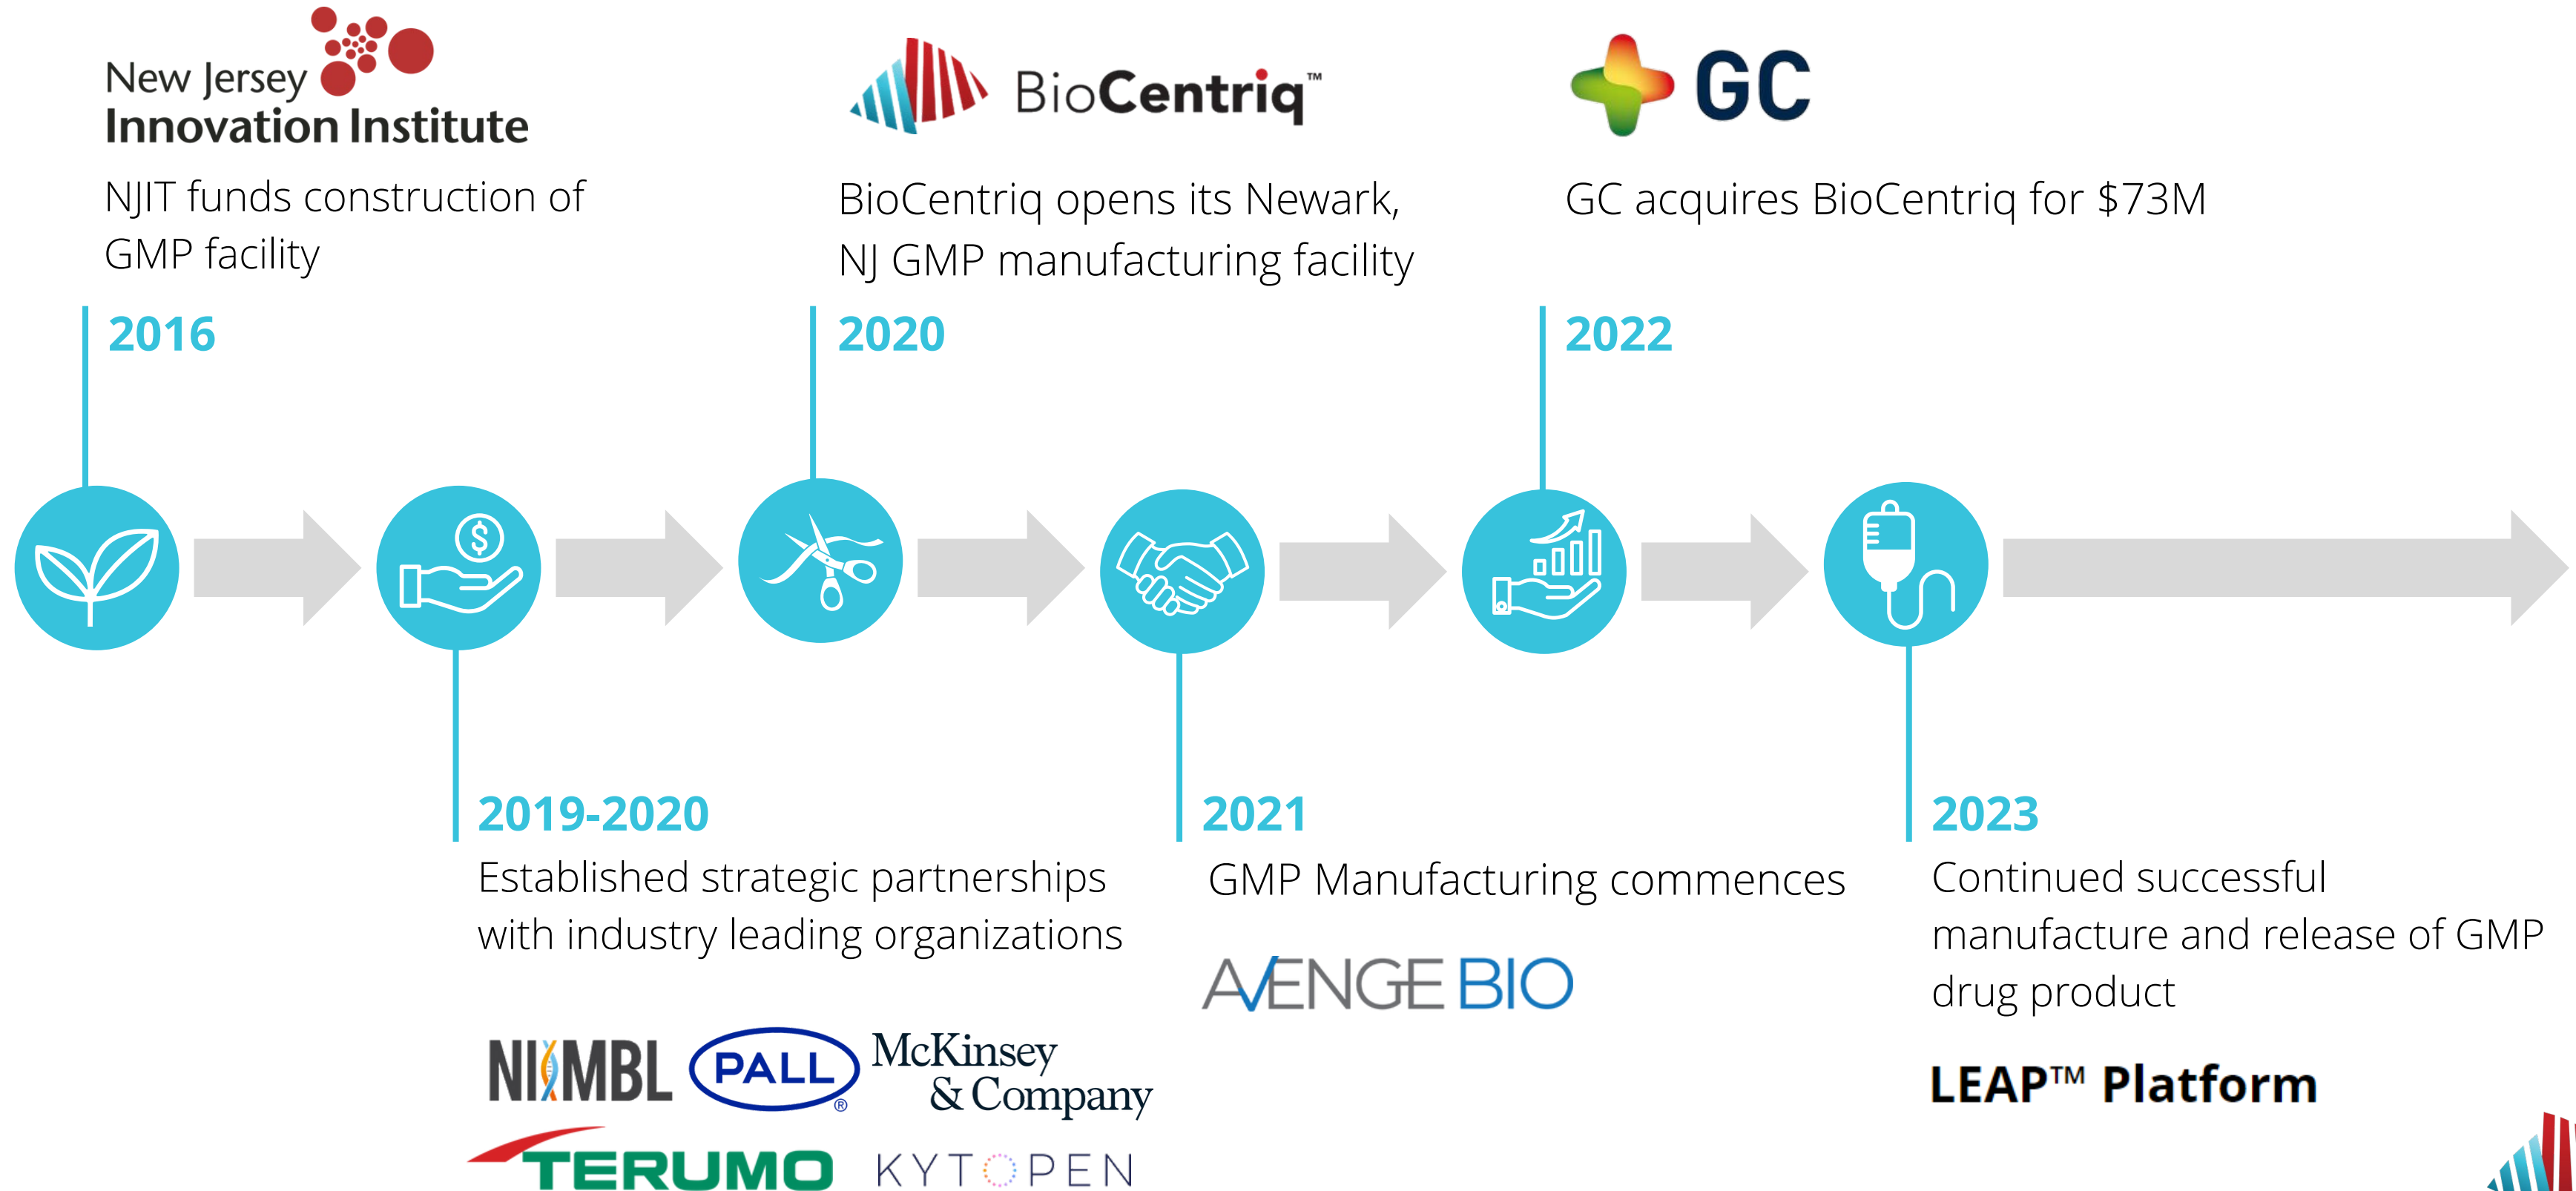 New Jersey
Innovation Institute
NJIT funds construction of
GMP facility
2016
BioCentriq™
BioCentriq opens its Newark,
NJ GMP manufacturing facility
2020
GC
GC acquires BioCentriq for $73M
2022
$
2019-2020
Established strategic partnerships
with industry leading organizations
NIIMBL
PALL®
McKinsey
& Company
TERUMO
KYTOPEN
2021
GMP Manufacturing commences
AVENGE BIO
2023
Continued successful
manufacture and release of GMP
drug product
LEAP™ Platform